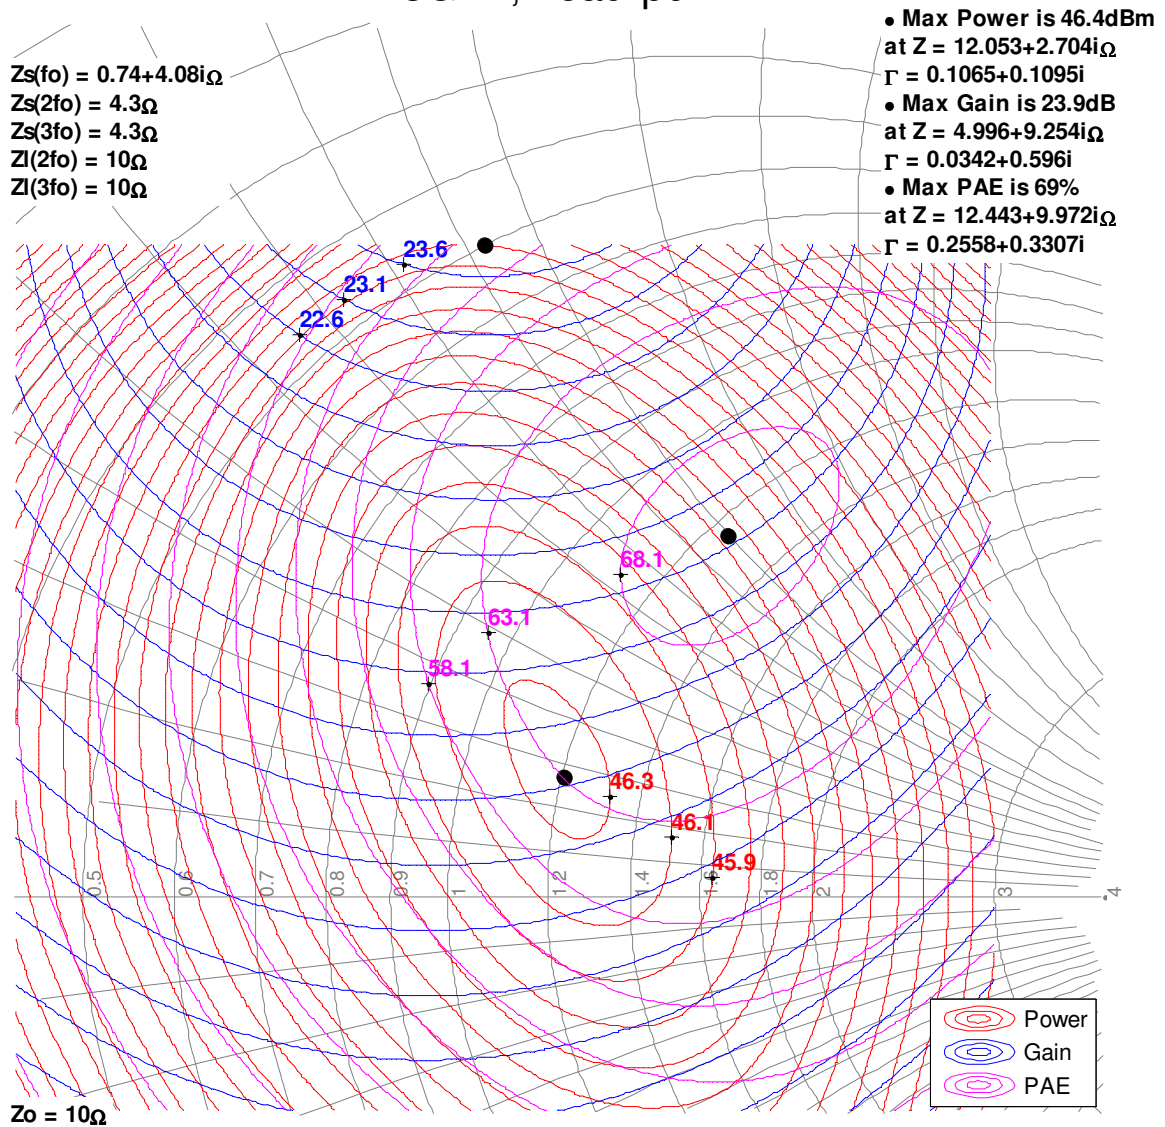 • Max Power is 46.4dBm
at Z = 12.053+2.704iΩ
Γ = 0.1065+0.1095i
• Max Gain is 23.9dB
at Z = 4.996+9.254iΩ
Γ = 0.0342+0.596i
• Max PAE is 69%
at Z = 12.443+9.972iΩ
Γ = 0.2558+0.3307i
Zs(fo) = 0.74+4.08iΩ
Zs(2fo) = 4.3Ω
Zs(3fo) = 4.3Ω
Zl(2fo) = 10Ω
Zl(3fo) = 10Ω
23.6
23.1
22.6
68.1
63.1
58.1
46.3
46.1
45.9
0.5
0.6
0.7
0.8
0.9
1
1.2
1.4
1.6
1.8
2
3
4
Power
Gain
PAE
Zo = 10Ω